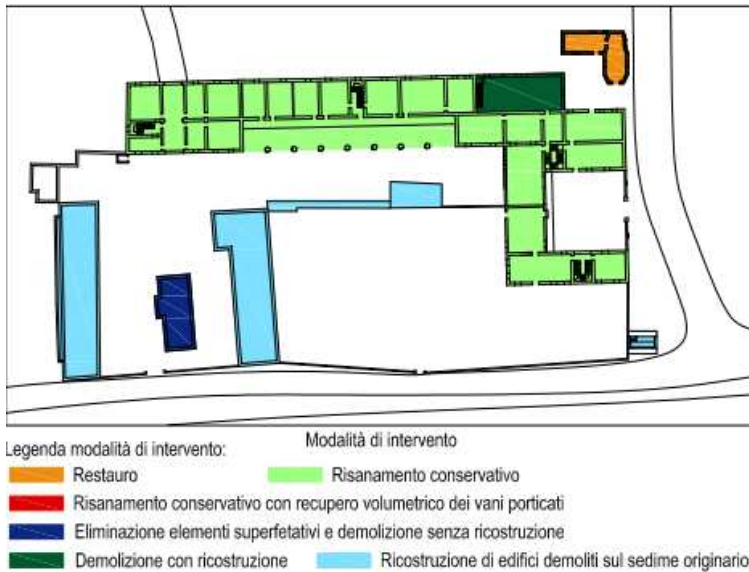 Modalità di intervento
Legenda modalità di intervento:
Restauro
Risanamento conservativo
Risanamento conservativo con recupero volumetrico dei vani porticati
Eliminazione elementi superfetativi e demolizione senza ricostruzione
Demolizione con ricostruzione
Ricostruzione di edifici demoliti sul sedime originario